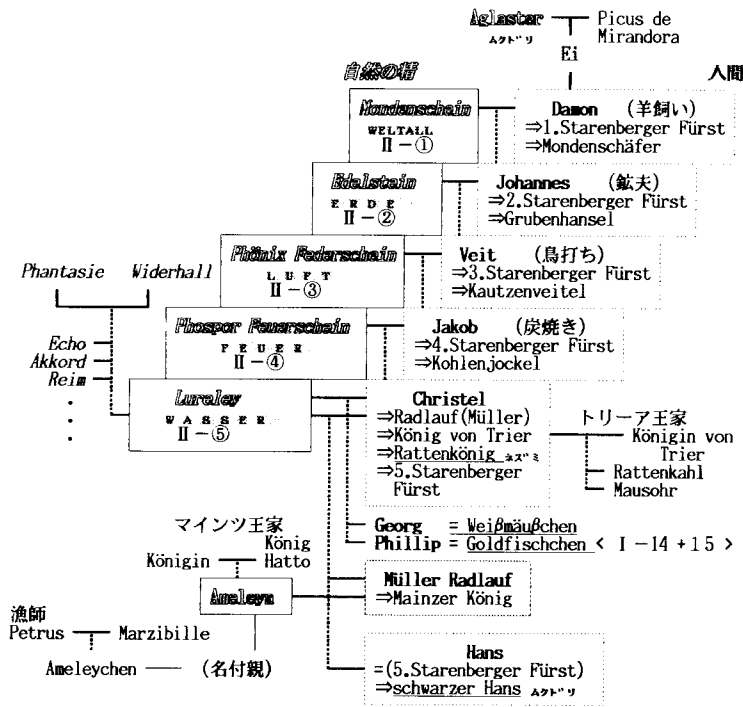 Aglaster ─ Picus de
ムクドリ Mirandora
Ei
自然の精 人間
Mondenschein
WELTALL
Ⅱ-①
Damon (羊飼い)
⇒1.Starenberger Fürst
⇒Mondenschäfer
Edelstein
ERDE
Ⅱ-②
Johannes (鉱夫)
⇒2.Starenberger Fürst
⇒Grubenhansel
Phönix Federschein
LUFT
Ⅱ-③
Veit (鳥打ち)
⇒3.Starenberger Fürst
⇒Kautzenveitel
Phantasie Widerhall
Phospor Feuerschein
FEUER
Ⅱ-④
Jakob (炭焼き)
⇒4.Starenberger Fürst
⇒Kohlenjockel
Echo
Akkord
Reim
・
・
・
Lureley
WASSER
Ⅱ-⑤
Christel
⇒Radlauf(Müller)
⇒König von Trier
⇒Rattenkönig ネズミ
⇒5.Starenberger
Fürst
トリーア王家
Königin von
Trier
Rattenkahl
Mausohr
Georg = Weiβmäuβchen
Phillip = Goldfischchen < Ⅰ-14+15 >
マインツ王家
König
Königin Hatto
Ameleya
Müller Radlauf
⇒Mainzer König
漁師
Petrus Marzibille
Ameleychen (名付親)
Hans
=(5.Starenberger Fürst)
⇒schwarzer Hans ムクドリ